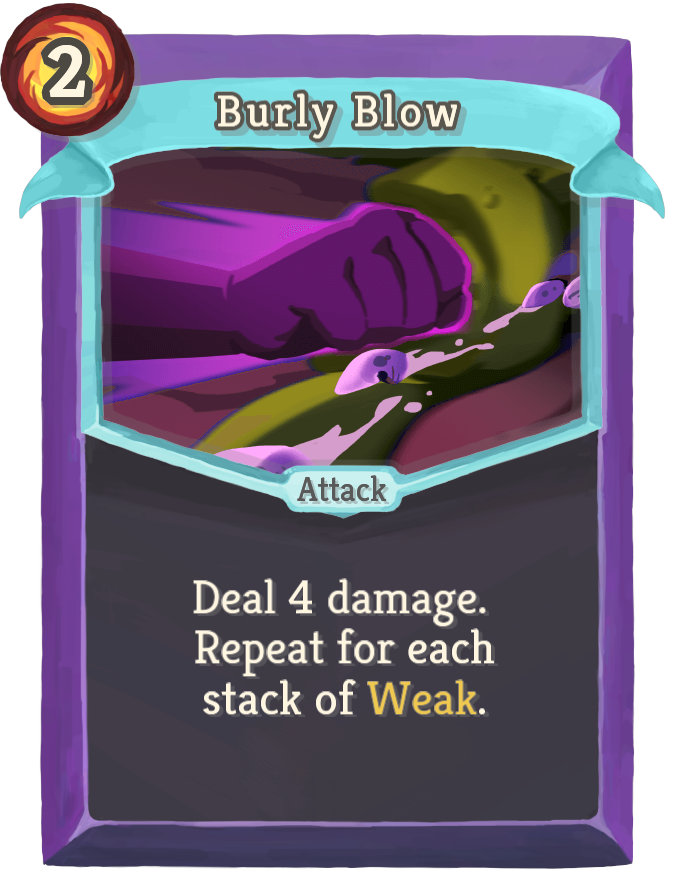 2
Burly Blow
Attack
Deal 4 damage.
Repeat for each
stack of Weak.